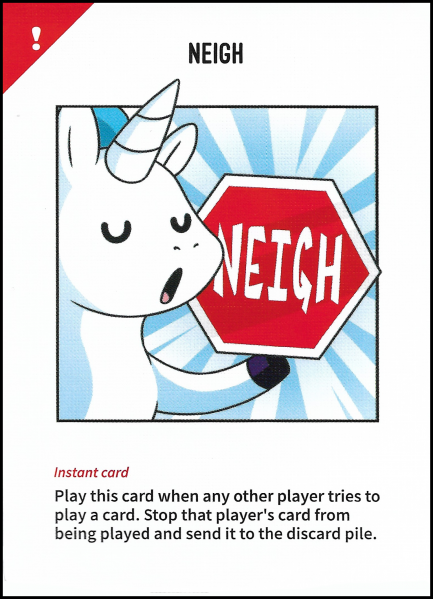 !
NEIGH
NEIGH
Instant card
Play this card when any other player tries to
play a card. Stop that player's card from
being played and send it to the discard pile.